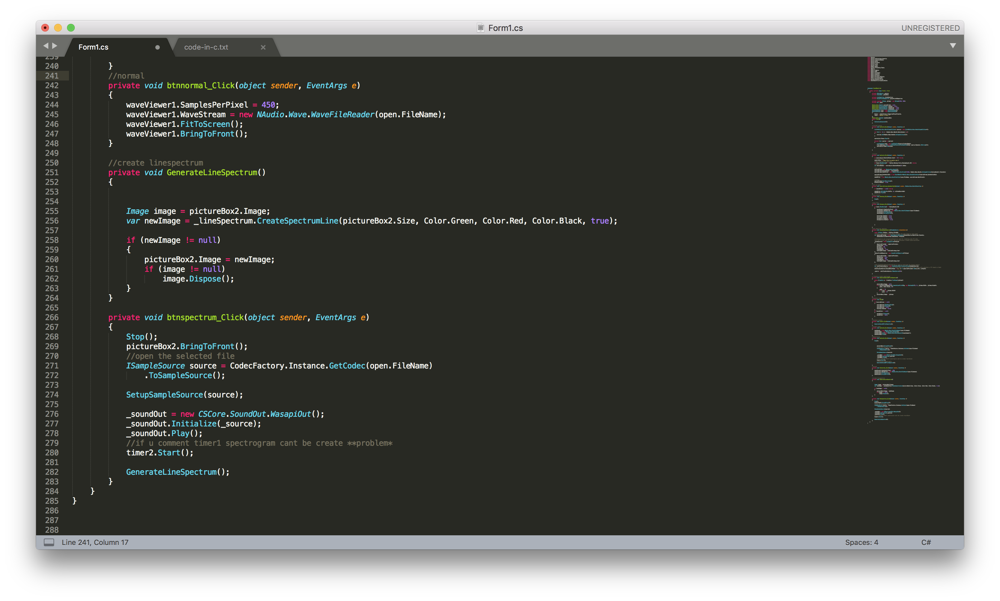 Form1.cs
UNREGISTERED
Form1.cs
code-in-c.txt
239
240 }
241 //normal
242 private void btnnormal_Click(object sender, EventArgs e)
243 {
244 waveViewer1.SamplesPerPixel = 450;
245 waveViewer1.WaveStream = new NAudio.Wave.WaveFileReader(open.FileName);
246 waveViewer1.FitToScreen();
247 waveViewer1.BringToFront();
248 }
249
250 //create linespectrum
251 private void GenerateLineSpectrum()
252 {
253
254
255 Image image = pictureBox2.Image;
256 var newImage = _lineSpectrum.CreateSpectrumLine(pictureBox2.Size, Color.Green, Color.Red, Color.Black, true);
257
258 if (newImage != null)
259 {
260 pictureBox2.Image = newImage;
261 if (image != null)
262 image.Dispose();
263 }
264 }
265
266 private void btnspectrum_Click(object sender, EventArgs e)
267 {
268 Stop();
269 pictureBox2.BringToFront();
270 //open the selected file
271 ISampleSource source = CodecFactory.Instance.GetCodec(open.FileName)
272 .ToSampleSource();
273
274 SetupSampleSource(source);
275
276 _soundOut = new CSCore.SoundOut.WasapiOut();
277 _soundOut.Initialize(_source);
278 _soundOut.Play();
279 //if u comment timer1 spectrogram cant be create **problem*
280 timer2.Start();
281
282 GenerateLineSpectrum();
283 }
284 }
285 }
286
287
288
Line 241, Column 17
Spaces: 4
C#